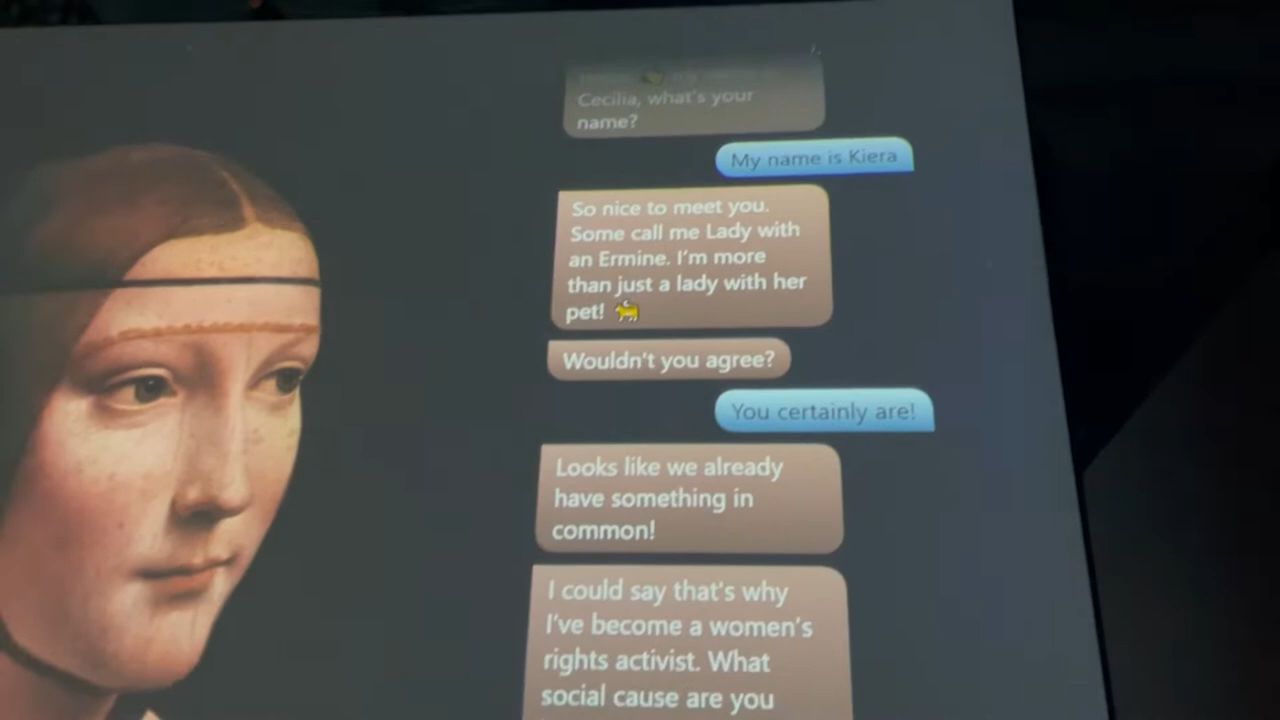 Cecilia, what's your
name?
My name is Kiera
So nice to meet you.
Some call me Lady with
an Ermine. I'm more
than just a lady with her
pet! 🐈
Wouldn't you agree?
You certainly are!
Looks like we already
have something in
common!
I could say that's why
I've become a women's
rights activist. What
social cause are you